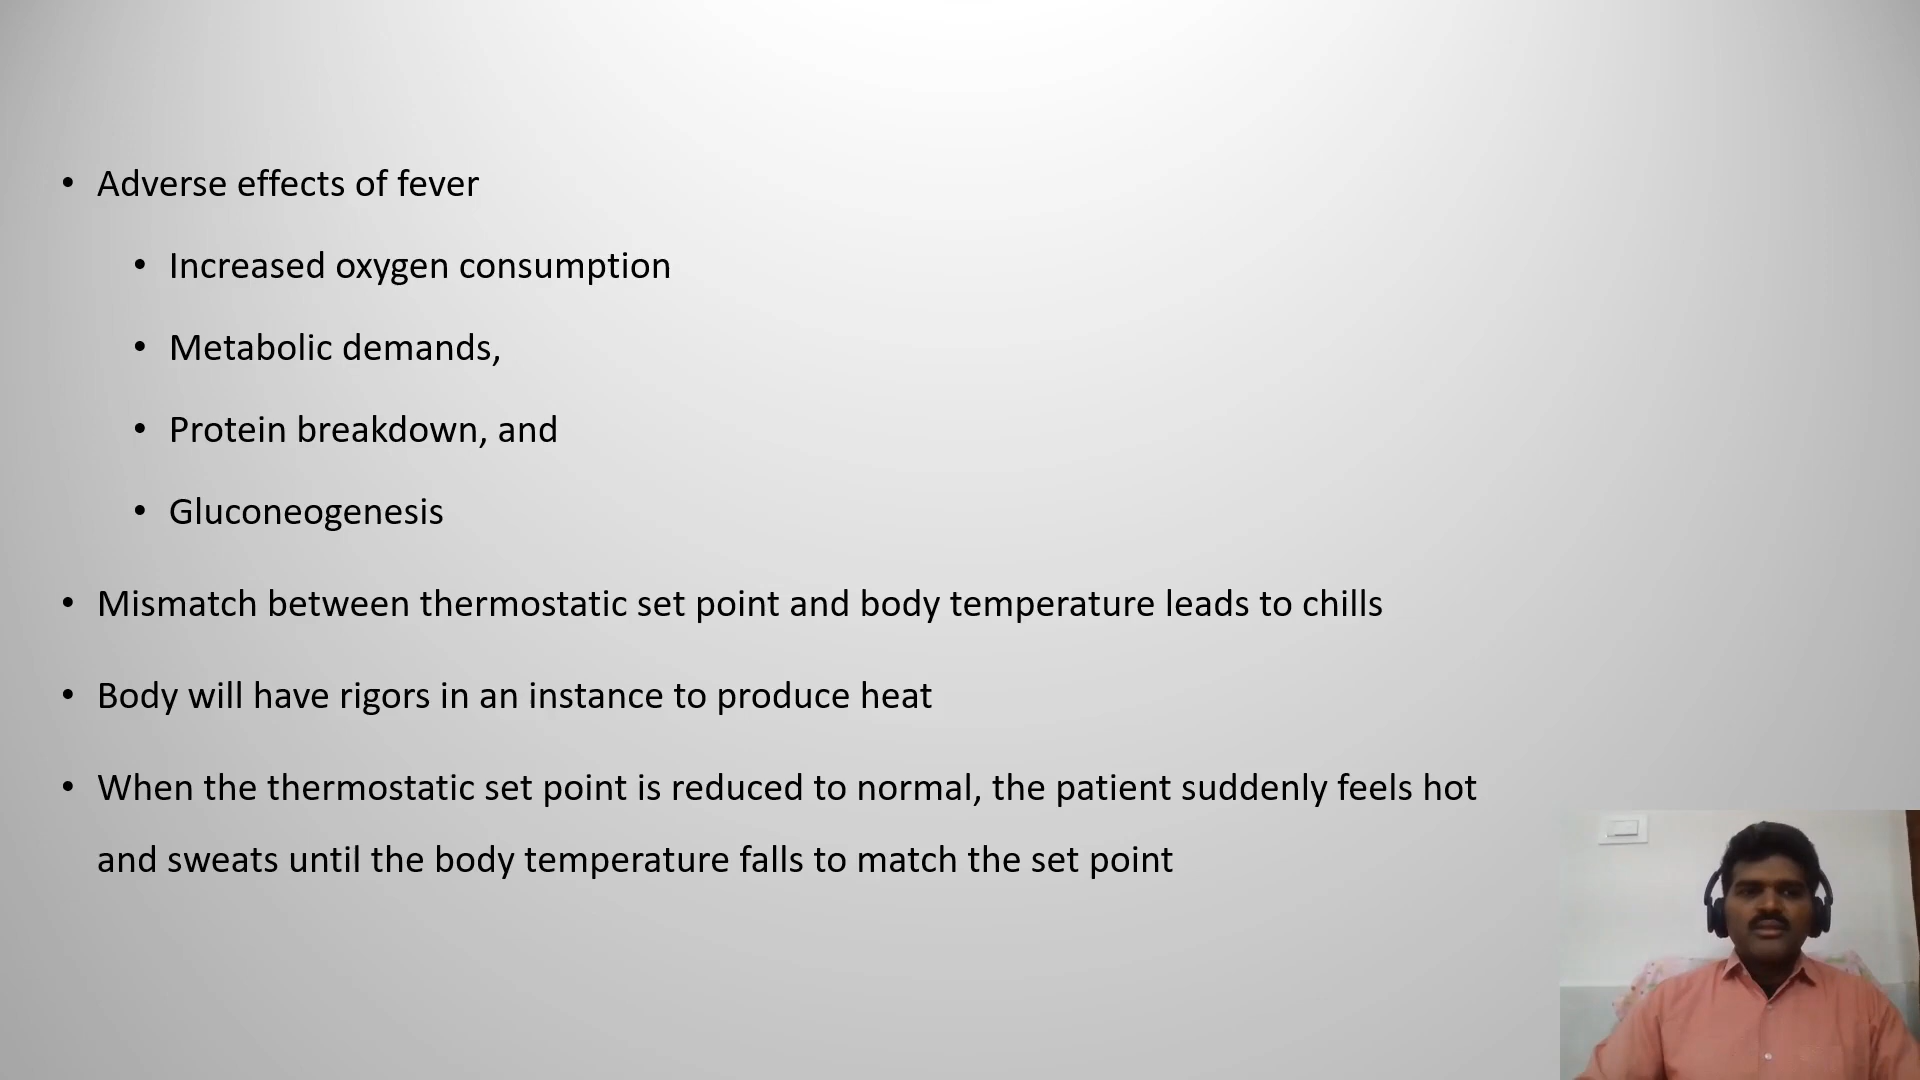 • Adverse effects of fever
• Increased oxygen consumption
• Metabolic demands,
• Protein breakdown, and
• Gluconeogenesis
• Mismatch between thermostatic set point and body temperature leads to chills
• Body will have rigors in an instance to produce heat
• When the thermostatic set point is reduced to normal, the patient suddenly feels hot
and sweats until the body temperature falls to match the set point